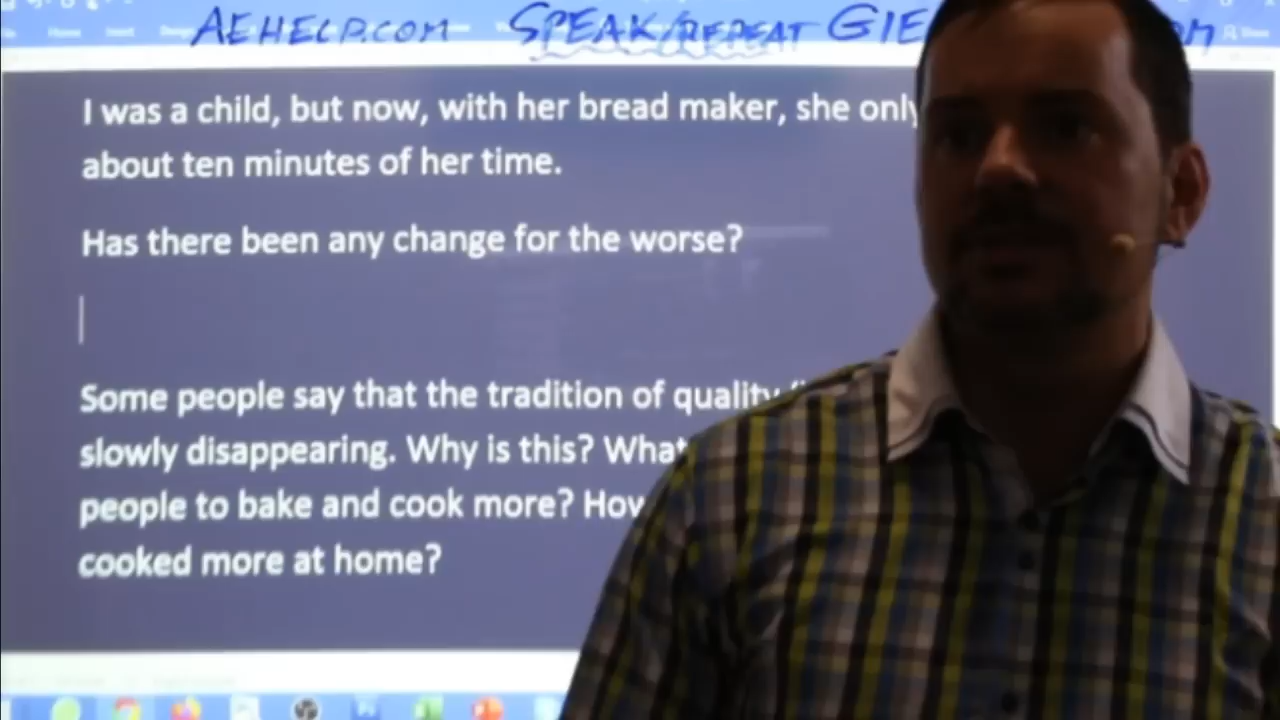 AEHELP.COM SPEAK/REPEAT GIE
I was a child, but now, with her bread maker, she only
about ten minutes of her time.
Has there been any change for the worse?
Some people say that the tradition of quality
slowly disappearing. Why is this? What
people to bake and cook more? How
cooked more at home?